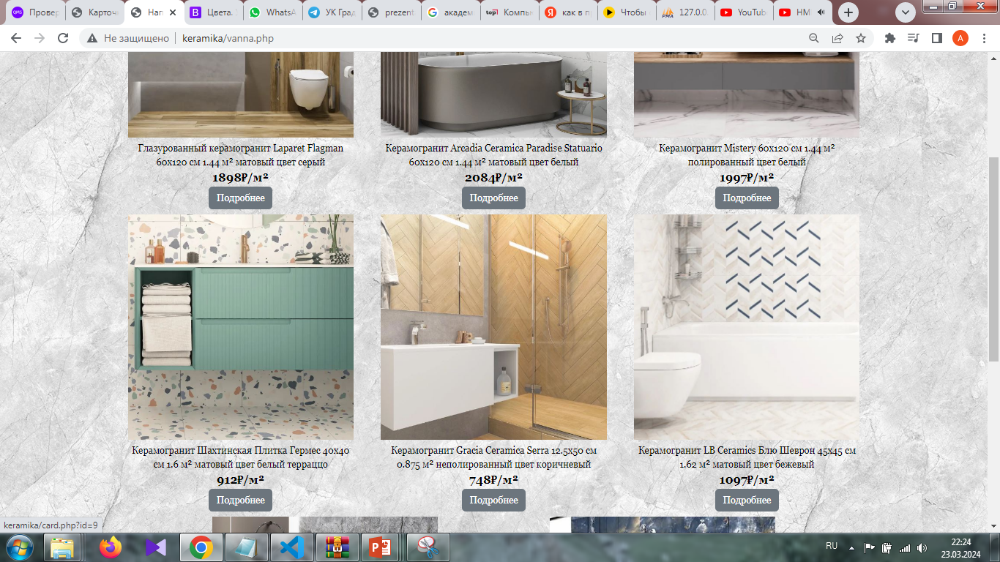 Провер
Карточк
Нап
Цвета.
WhatsA
УК Град
prezent
академ
top1 Компьн
как в п
Чтобы
127.0.0
YouTub
HM
Не защищено | keramika/vanna.php
A
Глазурованный керамогранит Laparet Flagman
60x120 см 1.44 м² матовый цвет серый
1898₽/м²
Подробнее
Керамогранит Arcadia Ceramica Paradise Statuario
60x120 см 1.44 м² матовый цвет белый
2084₽/м²
Подробнее
Керамогранит Mistery 60x120 см 1.44 м²
полированный цвет белый
1997₽/м²
Подробнее
Керамогранит Шахтинская Плитка Гермес 40x40
см 1.6 м² матовый цвет белый терраццо
912₽/м²
Подробнее
Керамогранит Gracia Ceramica Serra 12.5x50 см
0.875 м² неполированный цвет коричневый
748₽/м²
Подробнее
Керамогранит LB Ceramics Блю Шеврон 45x45 см
1.62 м² матовый цвет бежевый
1097₽/м²
Подробнее
keramika/card.php?id=9
RU
22:24
23.03.2024